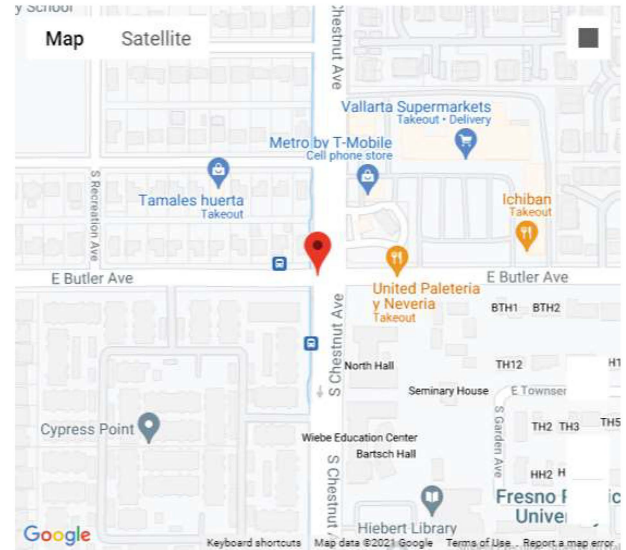 y School
Map
Satellite
S Chestnut Ave
Vallarta Supermarkets
Takeout • Delivery
Metro by T-Mobile
Cell phone store
S Recreation Ave
Tamales huerta
Takeout
Ichiban
Takeout
E Butler Ave
E Butler Ave
United Paleteria
y Neveria
Takeout
BTH1
BTH2
S Chestnut Ave
North Hall
TH12
H1
Seminary House
E Townsen
S Garden Ave
Cypress Point
TH2
TH3
TH5
Wiebe Education Center
Bartsch Hall
S Chestnut A
HH2
H
Fresno
Hiebert Library
Google
Keyboard shortcuts
Map data ©2021 Google
Terms of Use
Report a map error